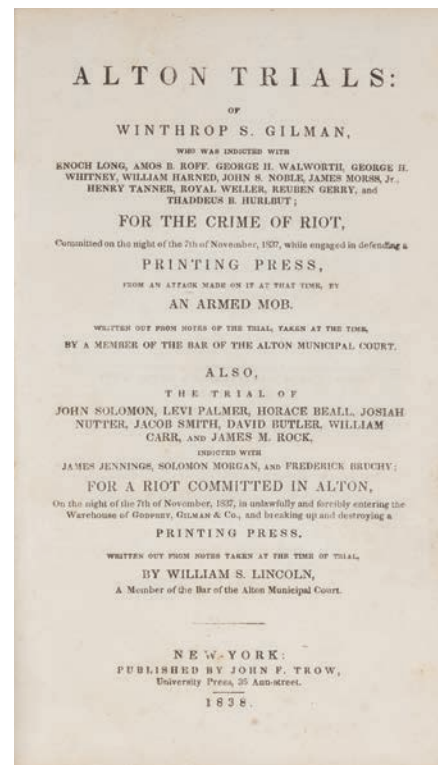 ALTON TRIALS:
OF
WINTHROP S. GILMAN,
WHO WAS INDICTED WITH
ENOCH LONG, AMOS B. ROFF, GEORGE H. WALWORTH, GEORGE H.
WHITNEY, WILLIAM HARNED, JOHN S. NOBLE, JAMES MORSS, Jr.,
HENRY TANNER, ROYAL WELLER, REUBEN GERRY, and
THADDEUS B. HURLBUT;
FOR THE CRIME OF RIOT,
Committed on the night of the 7th of November, 1837, while engaged in defending a
PRINTING PRESS,
FROM AN ATTACK MADE ON IT AT THAT TIME, BY
AN ARMED MOB.
WRITTEN OUT FROM NOTES OF THE TRIAL, TAKEN AT THE TIME,
BY A MEMBER OF THE BAR OF THE ALTON MUNICIPAL COURT.
ALSO,
THE TRIAL OF
JOHN SOLOMON, LEVI PALMER, HORACE BEALL, JOSIAH
NUTTER, JACOB SMITH, DAVID BUTLER, WILLIAM
CARR, AND JAMES M. ROCK,
INDICTED WITH
JAMES JENNINGS, SOLOMON MORGAN, AND FREDERICK BRUCHY;
FOR A RIOT COMMITTED IN ALTON,
On the night of the 7th of November, 1837, in unlawfully and forcibly entering the
Warehouse of GODFREY, GILMAN & Co., and breaking up and destroying a
PRINTING PRESS.
WRITTEN OUT FROM NOTES TAKEN AT THE TIME OF TRIAL,
BY WILLIAM S. LINCOLN,
A Member of the Bar of the Alton Municipal Court.
NEW-YORK:
PUBLISHED BY JOHN F. TROW,
University Press, 36 Ann-street.
1838.